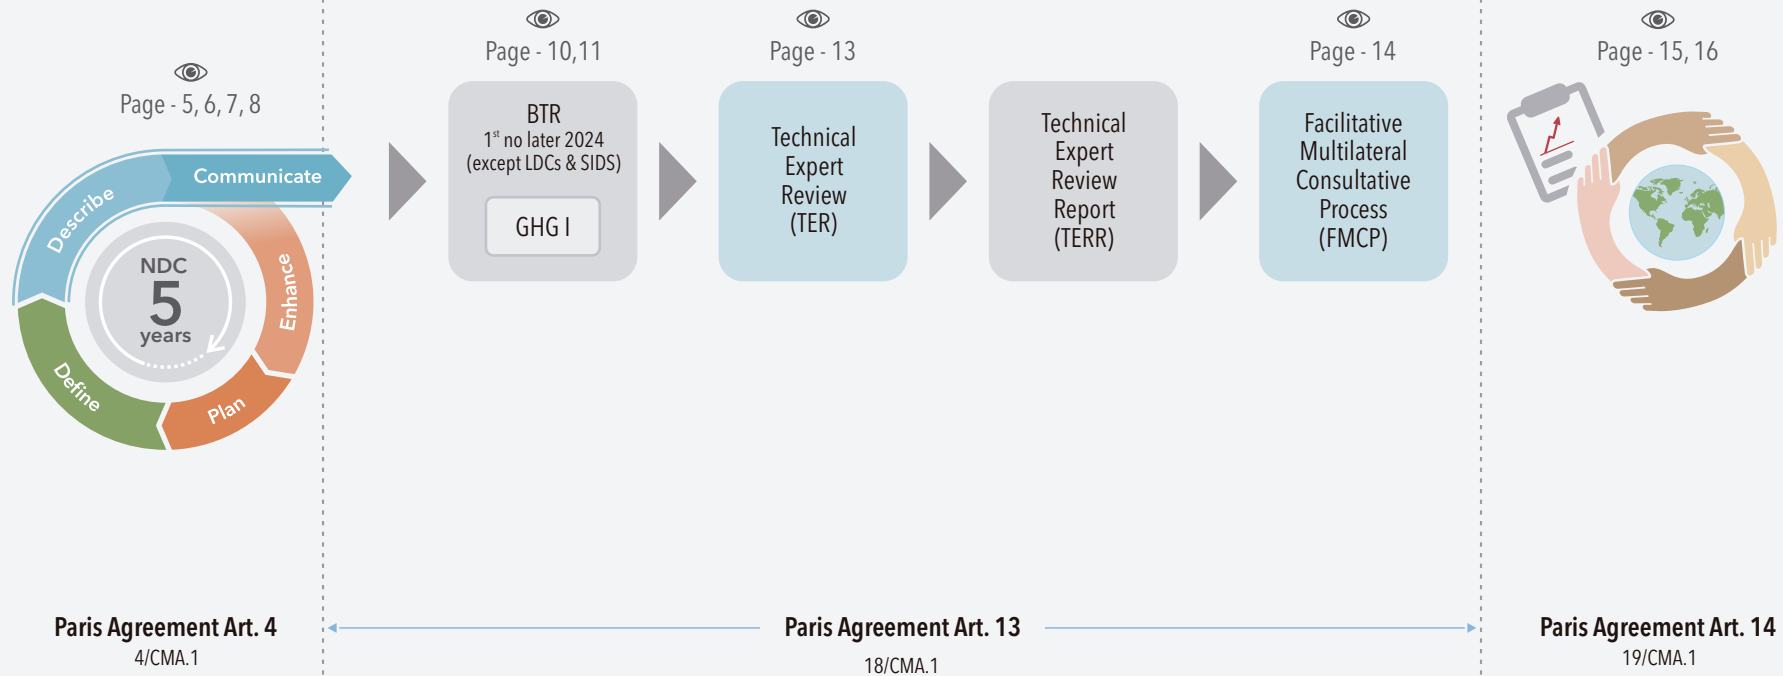 Page - 5, 6, 7, 8
Describe
Communicate
Enhance
Plan
Define
NDC
5
years
Paris Agreement Art. 4
4/CMA.1
Page - 10,11
BTR
1st no later 2024
(except LDCs & SIDS)
GHG I
Page - 13
Technical
Expert
Review
(TER)
Technical
Expert
Review
Report
(TERR)
Page - 14
Facilitative
Multilateral
Consultative
Process
(FMCP)
Paris Agreement Art. 13
18/CMA.1
Page - 15, 16
Paris Agreement Art. 14
19/CMA.1